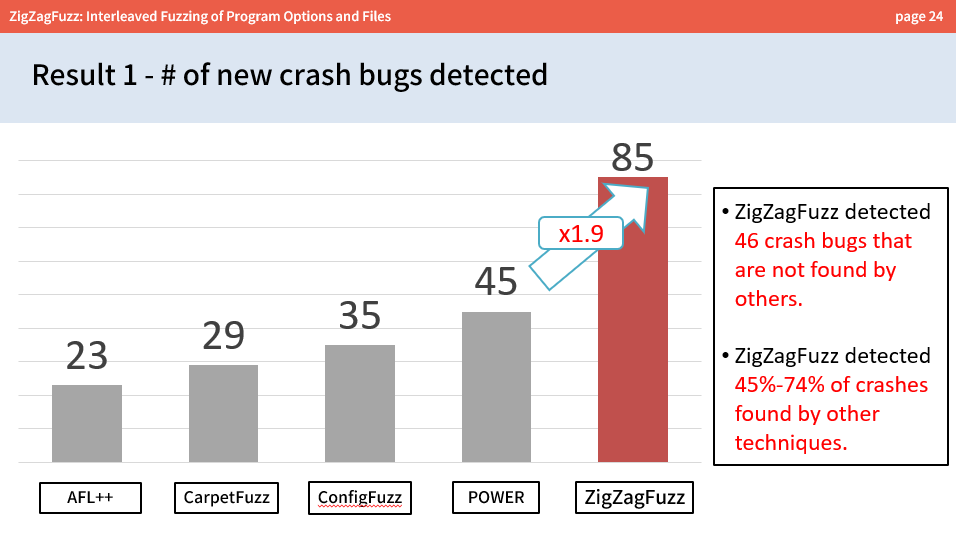 ZigZagFuzz: Interleaved Fuzzing of Program Options and Files
page 24
Result 1 - # of new crash bugs detected
85
x1.9
45
35
29
23
• ZigZagFuzz detected
46 crash bugs that
are not found by
others.
• ZigZagFuzz detected
45%-74% of crashes
found by other
techniques.
AFL++
CarpetFuzz
ConfigFuzz
POWER
ZigZagFuzz